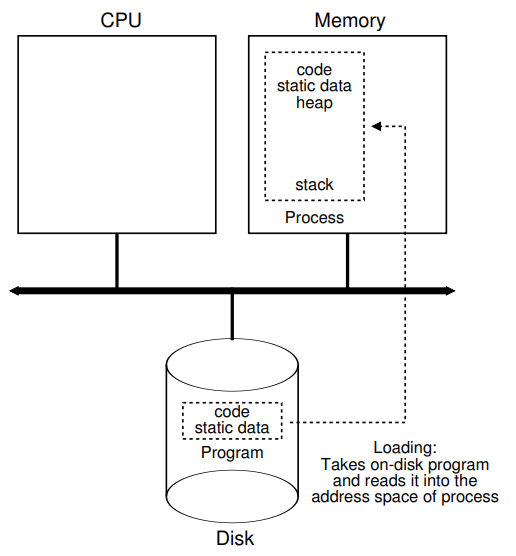 CPU
Memory
code
static data
heap
stack
Process
code
static data
Program
Loading:
Takes on-disk program
and reads it into the
address space of process
Disk